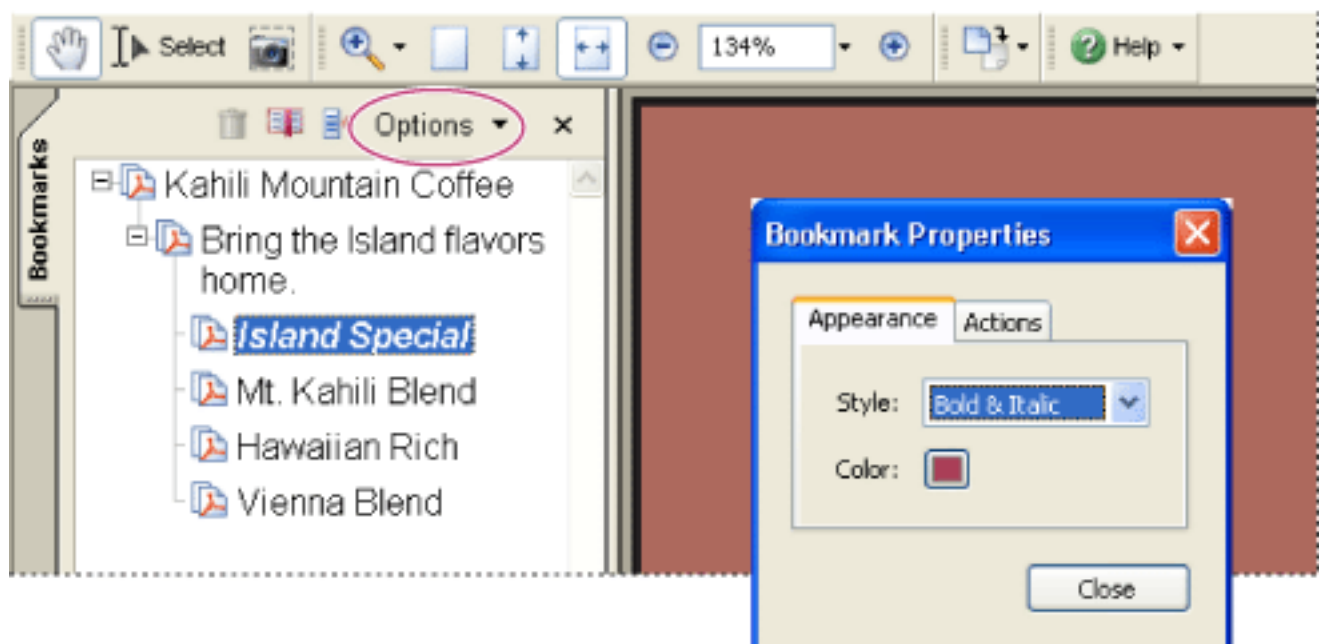 Select
134%
Help
Bookmarks
Options
Kahili Mountain Coffee
Bring the Island flavors
home.
Island Special
Mt. Kahili Blend
Hawaiian Rich
Vienna Blend
Bookmark Properties
Appearance Actions
Style: Bold & Italic
Color:
Close